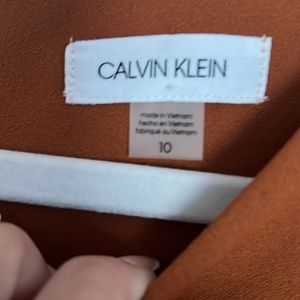 CALVIN KLEIN
made in Vietnam
hecho en Vietnam
fabriqué au Vietnam
10